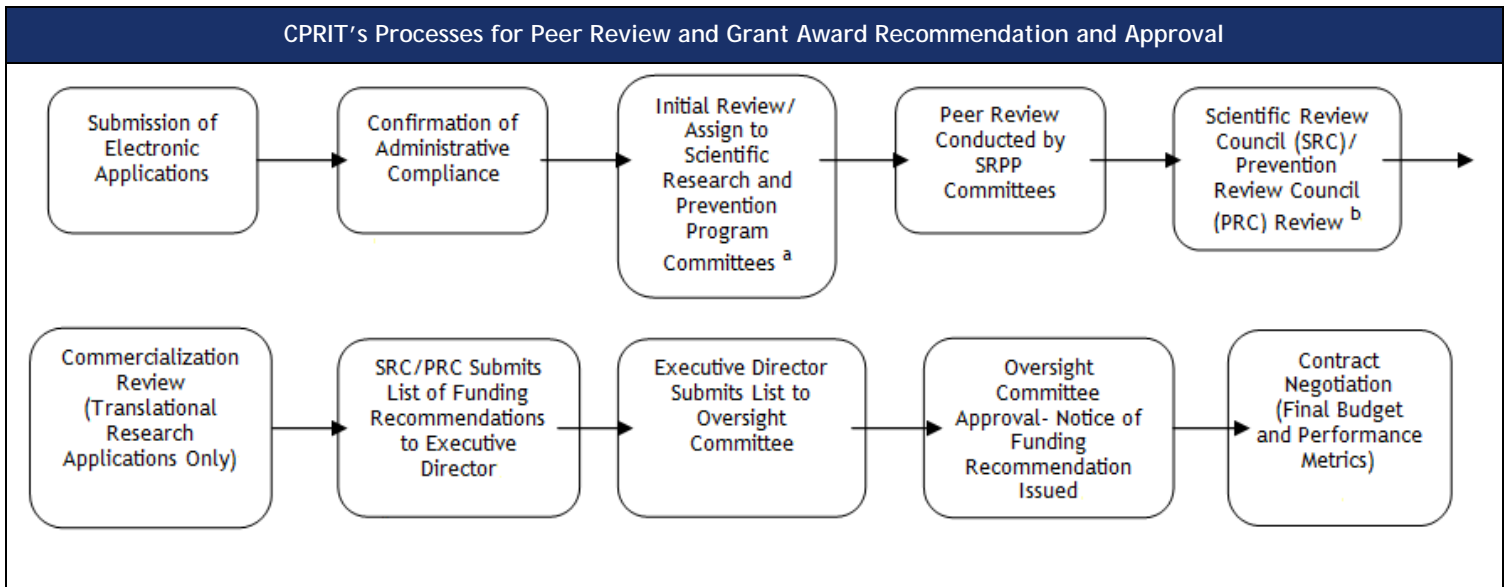 CPRIT's Processes for Peer Review and Grant Award Recommendation and Approval
Submission of
Electronic
Applications
Confirmation of
Administrative
Compliance
Initial Review/
Assign to
Scientific
Research and
Prevention
Program
Committees a
Peer Review
Conducted by
SRPP
Committees
Scientific Review
Council (SRC)/
Prevention
Review Council
(PRC) Review b
Commercialization
Review
(Translational
Research
Applications Only)
SRC/PRC Submits
List of Funding
Recommendations
to Executive
Director
Executive Director
Submits List to
Oversight
Committee
Oversight
Committee
Approval- Notice of
Funding
Recommendation
Issued
Contract
Negotiation
(Final Budget
and Performance
Metrics)